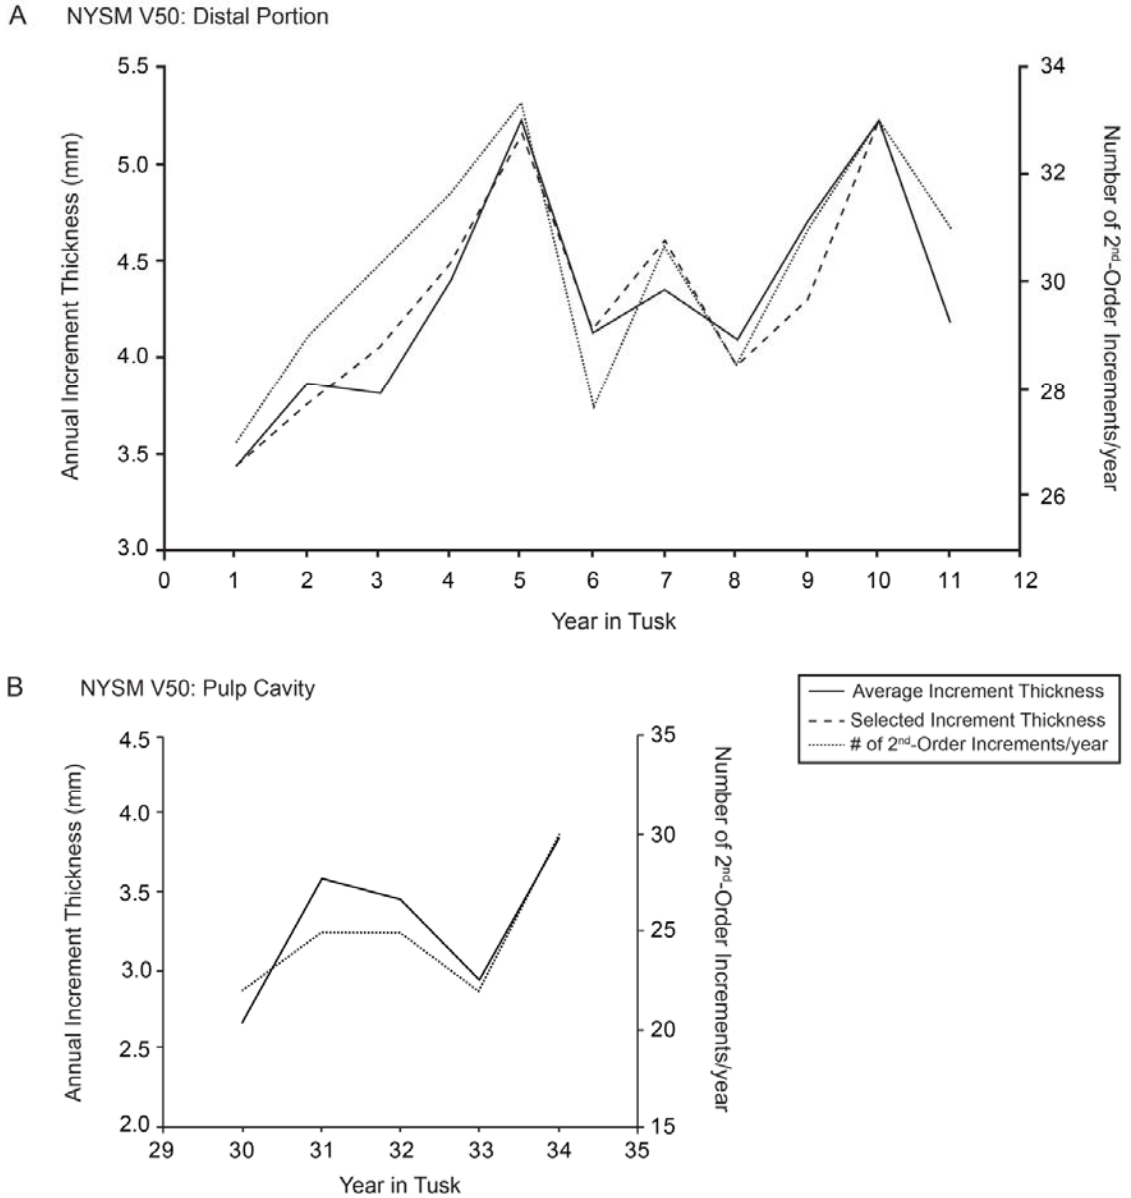 A NYSM V50: Distal Portion
5.5
5.0
4.5
4.0
3.5
3.0
Annual Increment Thickness (mm)
34
32
30
28
26
Number of 2nd-Order Increments/year
0 1 2 3 4 5 6 7 8 9 10 11 12
Year in Tusk
B NYSM V50: Pulp Cavity
Average Increment Thickness
Selected Increment Thickness
# of 2nd-Order Increments/year
4.5
4.0
3.5
3.0
2.5
2.0
Annual Increment Thickness (mm)
35
30
25
20
15
Number of 2nd-Order Increments/year
29 30 31 32 33 34 35
Year in Tusk